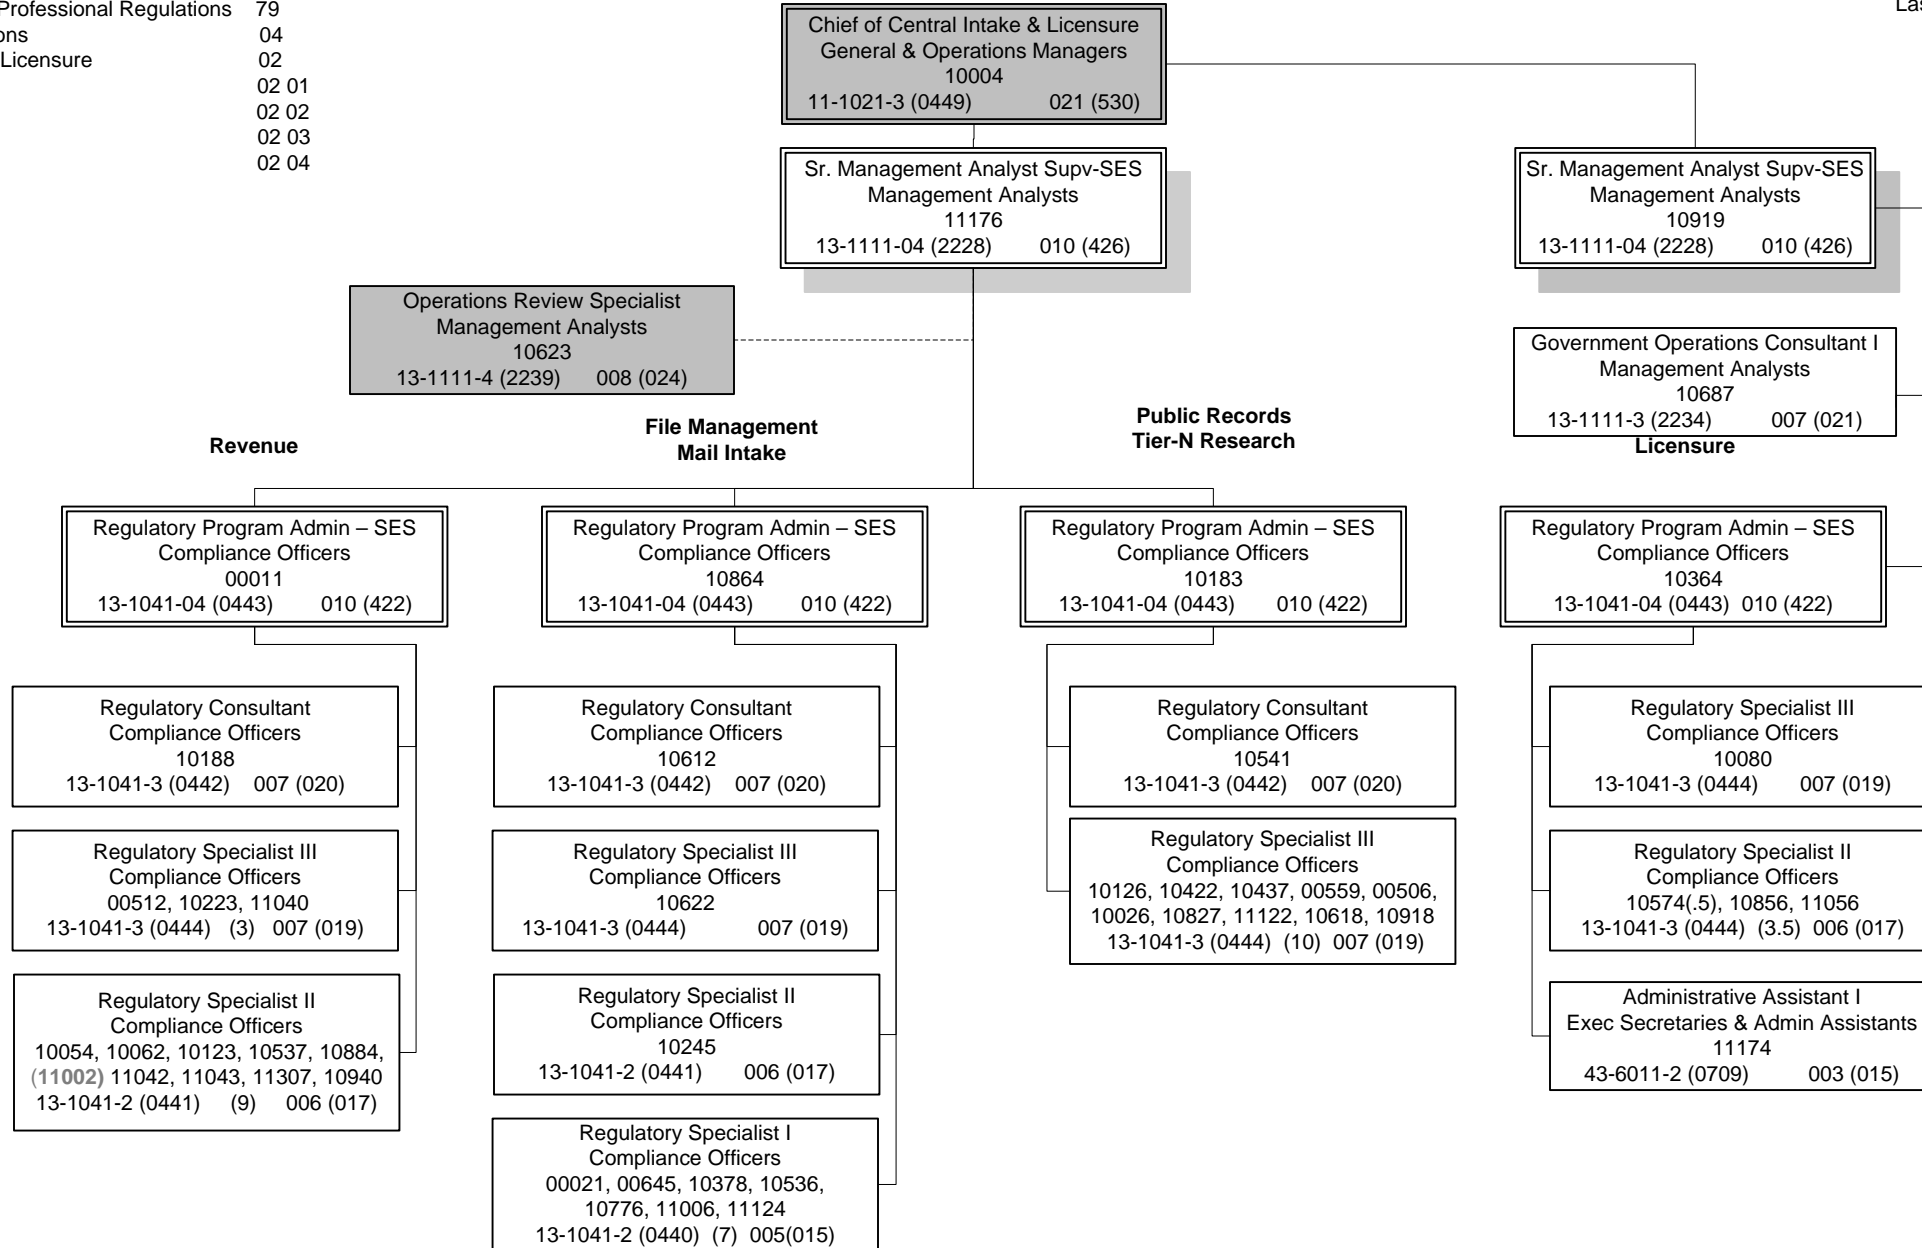 Professional Regulations 79
ons 04
Licensure 02
02 01
02 02
02 03
02 04
Las
Chief of Central Intake & Licensure
General & Operations Managers
10004
11-1021-3 (0449) 021 (530)
Sr. Management Analyst Supv-SES
Management Analysts
11176
13-1111-04 (2228) 010 (426)
Sr. Management Analyst Supv-SES
Management Analysts
10919
13-1111-04 (2228) 010 (426)
Operations Review Specialist
Management Analysts
10623
13-1111-4 (2239) 008 (024)
Government Operations Consultant I
Management Analysts
10687
13-1111-3 (2234) 007 (021)
Revenue
File Management
Mail Intake
Public Records
Tier-N Research
Licensure
Regulatory Program Admin – SES
Compliance Officers
00011
13-1041-04 (0443) 010 (422)
Regulatory Program Admin – SES
Compliance Officers
10864
13-1041-04 (0443) 010 (422)
Regulatory Program Admin – SES
Compliance Officers
10183
13-1041-04 (0443) 010 (422)
Regulatory Program Admin – SES
Compliance Officers
10364
13-1041-04 (0443) 010 (422)
Regulatory Consultant
Compliance Officers
10188
13-1041-3 (0442) 007 (020)
Regulatory Consultant
Compliance Officers
10612
13-1041-3 (0442) 007 (020)
Regulatory Consultant
Compliance Officers
10541
13-1041-3 (0442) 007 (020)
Regulatory Specialist III
Compliance Officers
10080
13-1041-3 (0444) 007 (019)
Regulatory Specialist III
Compliance Officers
00512, 10223, 11040
13-1041-3 (0444) (3) 007 (019)
Regulatory Specialist III
Compliance Officers
10622
13-1041-3 (0444) 007 (019)
Regulatory Specialist III
Compliance Officers
10126, 10422, 10437, 00559, 00506,
10026, 10827, 11122, 10618, 10918
13-1041-3 (0444) (10) 007 (019)
Regulatory Specialist II
Compliance Officers
10574(.5), 10856, 11056
13-1041-3 (0444) (3.5) 006 (017)
Regulatory Specialist II
Compliance Officers
10054, 10062, 10123, 10537, 10884,
(11002) 11042, 11043, 11307, 10940
13-1041-2 (0441) (9) 006 (017)
Regulatory Specialist II
Compliance Officers
10245
13-1041-2 (0441) 006 (017)
Administrative Assistant I
Exec Secretaries & Admin Assistants
11174
43-6011-2 (0709) 003 (015)
Regulatory Specialist I
Compliance Officers
00021, 00645, 10378, 10536,
10776, 11006, 11124
13-1041-2 (0440) (7) 005(015)